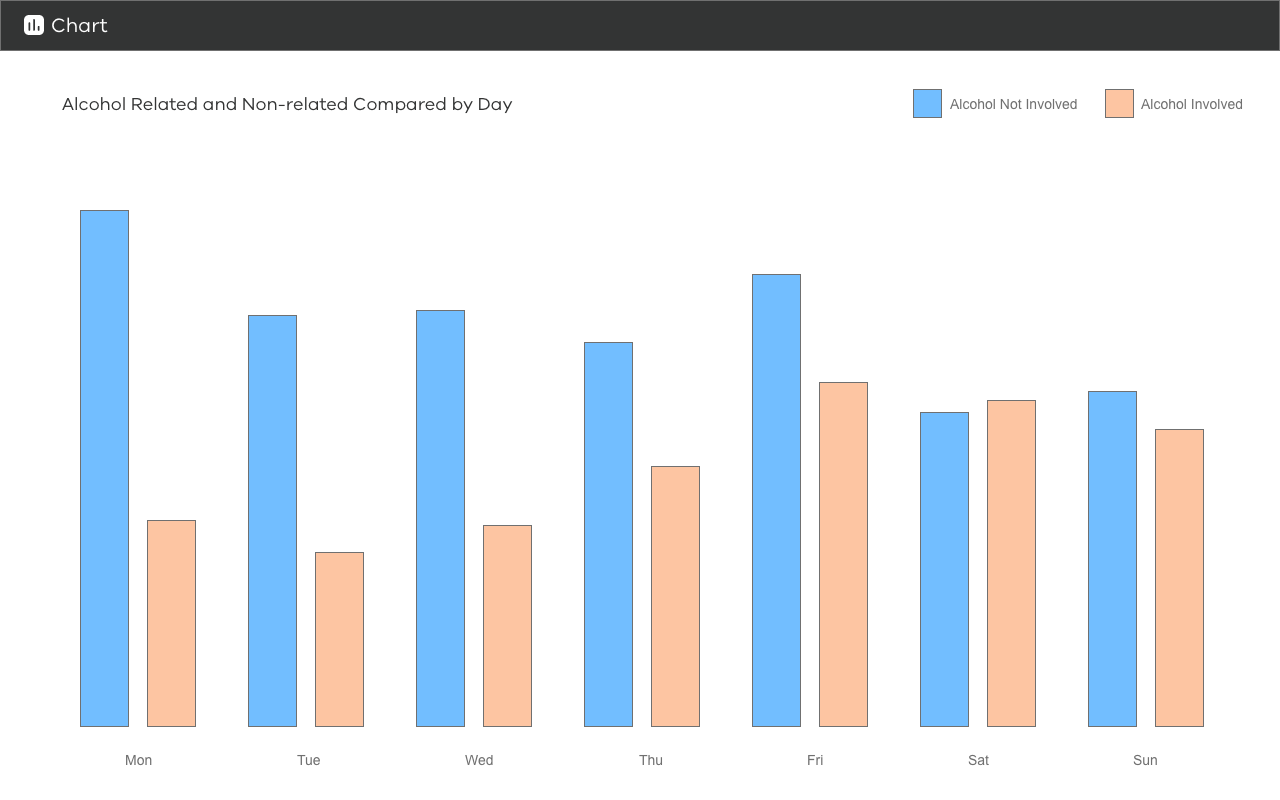 Chart
Alcohol Related and Non-related Compared by Day
Alcohol Not Involved
Alcohol Involved
Mon
Tue
Wed
Thu
Fri
Sat
Sun